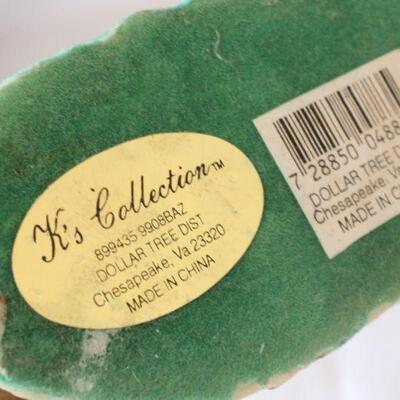 K's Collection™
899435 9908BAZ
DOLLAR TREE DIST
Chesapeake, Va 23320
MADE IN CHINA
7 28850 048
DOLLAR TREE D
Chesapeake, Va
MADE IN C